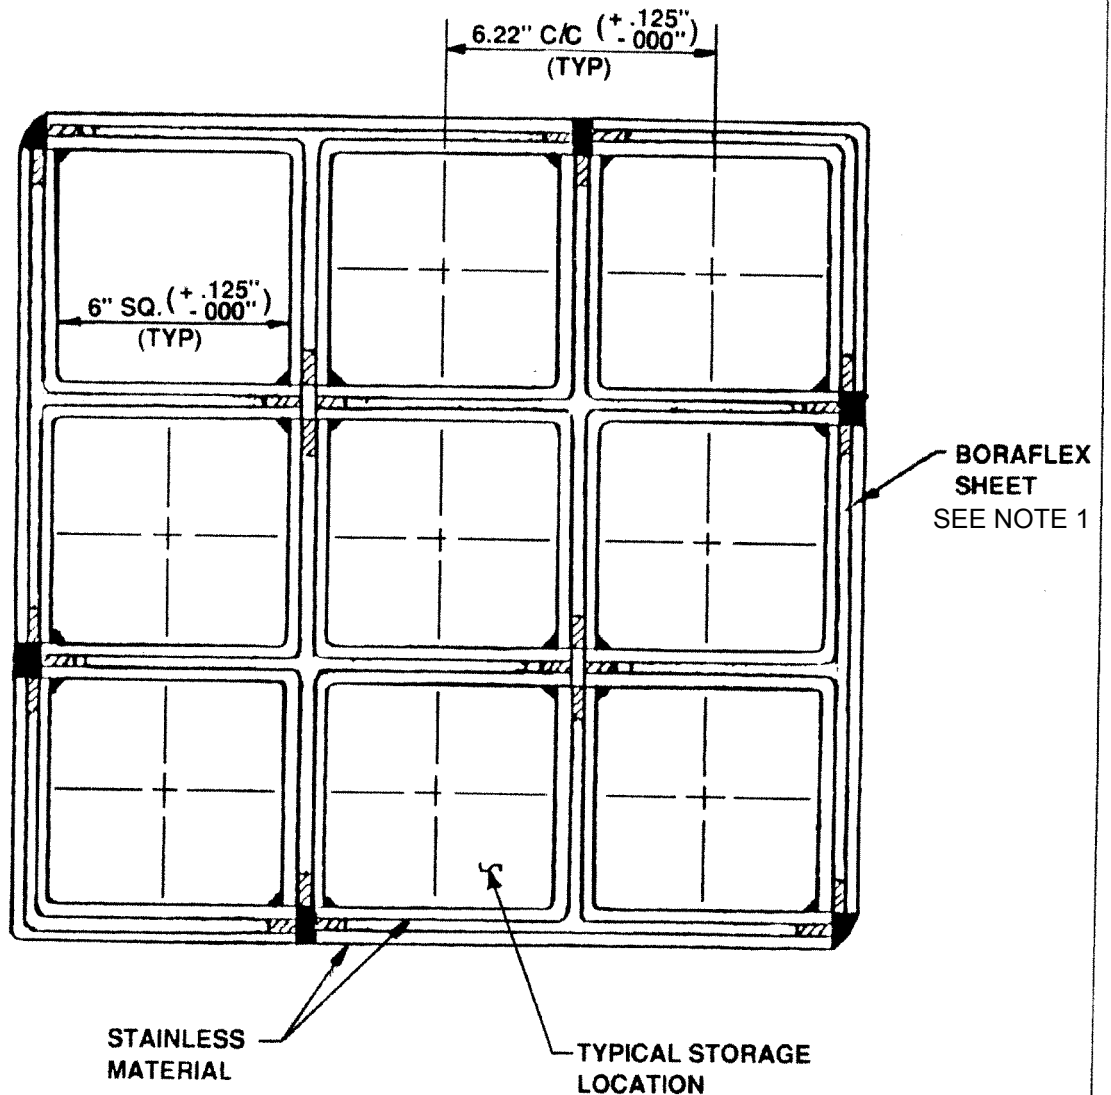 6.22" C/C (+ .125" - .000")
(TYP)
6" SQ. (+ .125" - .000")
(TYP)
BORAFLEX
SHEET
SEE NOTE 1
STAINLESS
MATERIAL
TYPICAL STORAGE
LOCATION